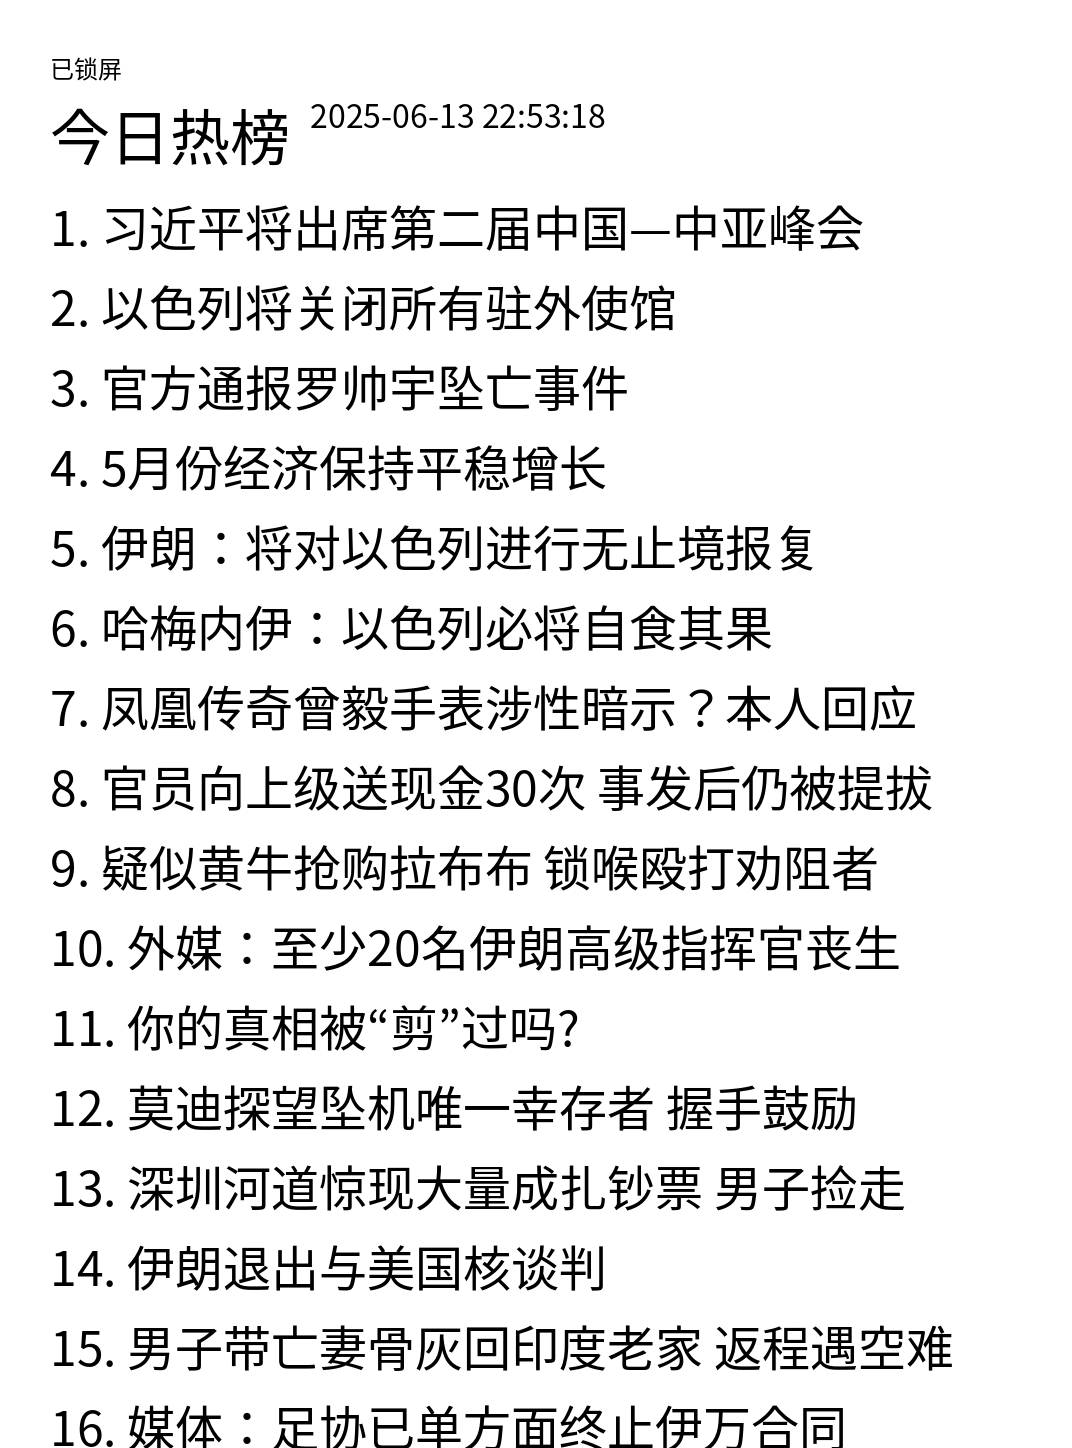 已锁屏
今日热榜 2025-06-13 22:53:18
1. 习近平将出席第二届中国—中亚峰会
2. 以色列将关闭所有驻外使馆
3. 官方通报罗帅宇坠亡事件
4. 5月份经济保持平稳增长
5. 伊朗：将对以色列进行无止境报复
6. 哈梅内伊：以色列必将自食其果
7. 凤凰传奇曾毅手表涉性暗示？本人回应
8. 官员向上级送现金30次 事发后仍被提拔
9. 疑似黄牛抢购拉布布 锁喉殴打劝阻者
10. 外媒：至少20名伊朗高级指挥官丧生
11. 你的真相被“剪”过吗?
12. 莫迪探望坠机唯一幸存者 握手鼓励
13. 深圳河道惊现大量成扎钞票 男子捡走
14. 伊朗退出与美国核谈判
15. 男子带亡妻骨灰回印度老家 返程遇空难
16. 媒体：足协已单方面终止伊万合同